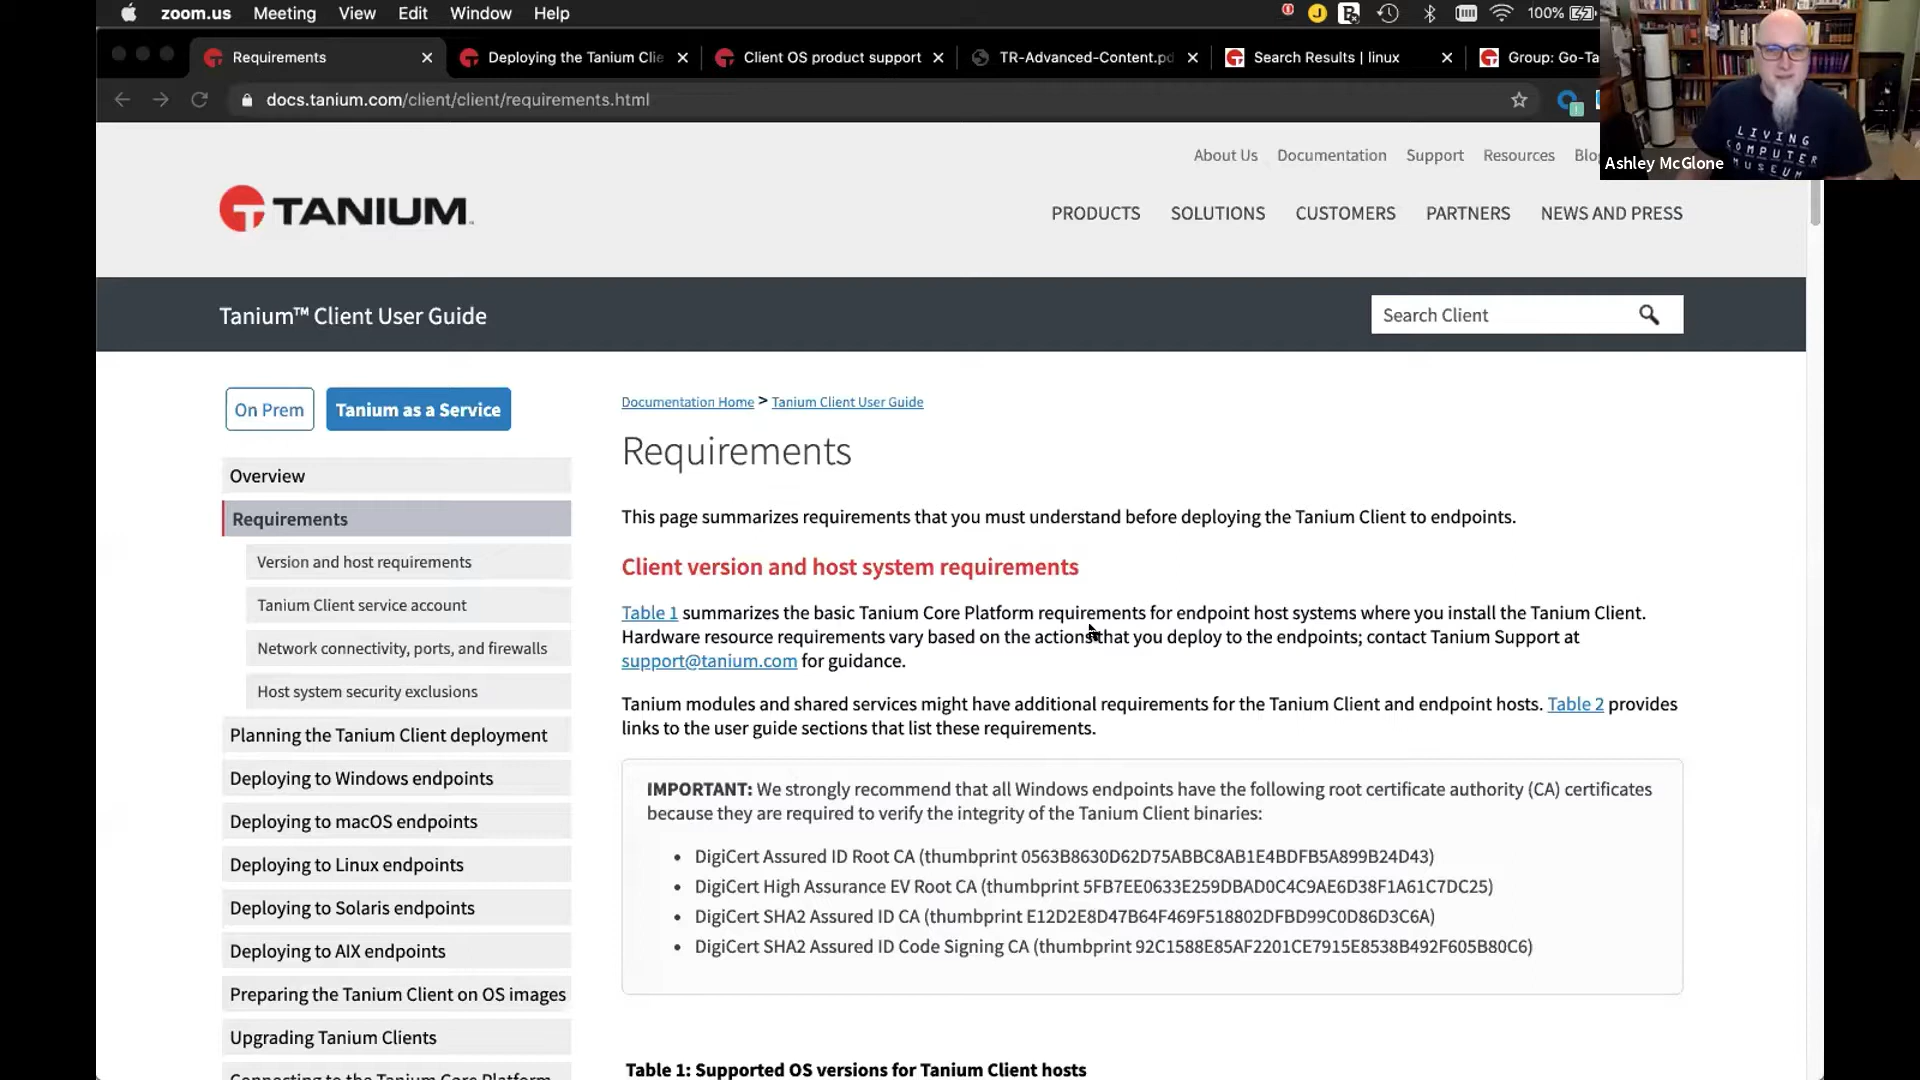 zoom.us Meeting View Edit Window Help
100%
Requirements
Deploying the Tanium Clie
Client OS product support
TR-Advanced-Content.pd
Search Results | linux
Group: Go-Ta
docs.tanium.com/client/client/requirements.html
LIVING
COMPUTER
MUSEUM
Ashley McGlone
About Us Documentation Support Resources Blog
TANIUM
PRODUCTS SOLUTIONS CUSTOMERS PARTNERS NEWS AND PRESS
Tanium™ Client User Guide
Search Client
On Prem
Tanium as a Service
Overview
Requirements
Version and host requirements
Tanium Client service account
Network connectivity, ports, and firewalls
Host system security exclusions
Planning the Tanium Client deployment
Deploying to Windows endpoints
Deploying to macOS endpoints
Deploying to Linux endpoints
Deploying to Solaris endpoints
Deploying to AIX endpoints
Preparing the Tanium Client on OS images
Upgrading Tanium Clients
Connecting to the Tanium Core Platform
Documentation Home > Tanium Client User Guide
Requirements
This page summarizes requirements that you must understand before deploying the Tanium Client to endpoints.
Client version and host system requirements
Table 1 summarizes the basic Tanium Core Platform requirements for endpoint host systems where you install the Tanium Client.
Hardware resource requirements vary based on the actions that you deploy to the endpoints; contact Tanium Support at
support@tanium.com for guidance.
Tanium modules and shared services might have additional requirements for the Tanium Client and endpoint hosts. Table 2 provides
links to the user guide sections that list these requirements.
IMPORTANT: We strongly recommend that all Windows endpoints have the following root certificate authority (CA) certificates
because they are required to verify the integrity of the Tanium Client binaries:
• DigiCert Assured ID Root CA (thumbprint 0563B8630D62D75ABBC8AB1E4BDFB5A899B24D43)
• DigiCert High Assurance EV Root CA (thumbprint 5FB7EE0633E259DBAD0C4C9AE6D38F1A61C7DC25)
• DigiCert SHA2 Assured ID CA (thumbprint E12D2E8D47B64F469F518802DFBD99C0D86D3C6A)
• DigiCert SHA2 Assured ID Code Signing CA (thumbprint 92C1588E85AF2201CE7915E8538B492F605B80C6)
Table 1: Supported OS versions for Tanium Client hosts